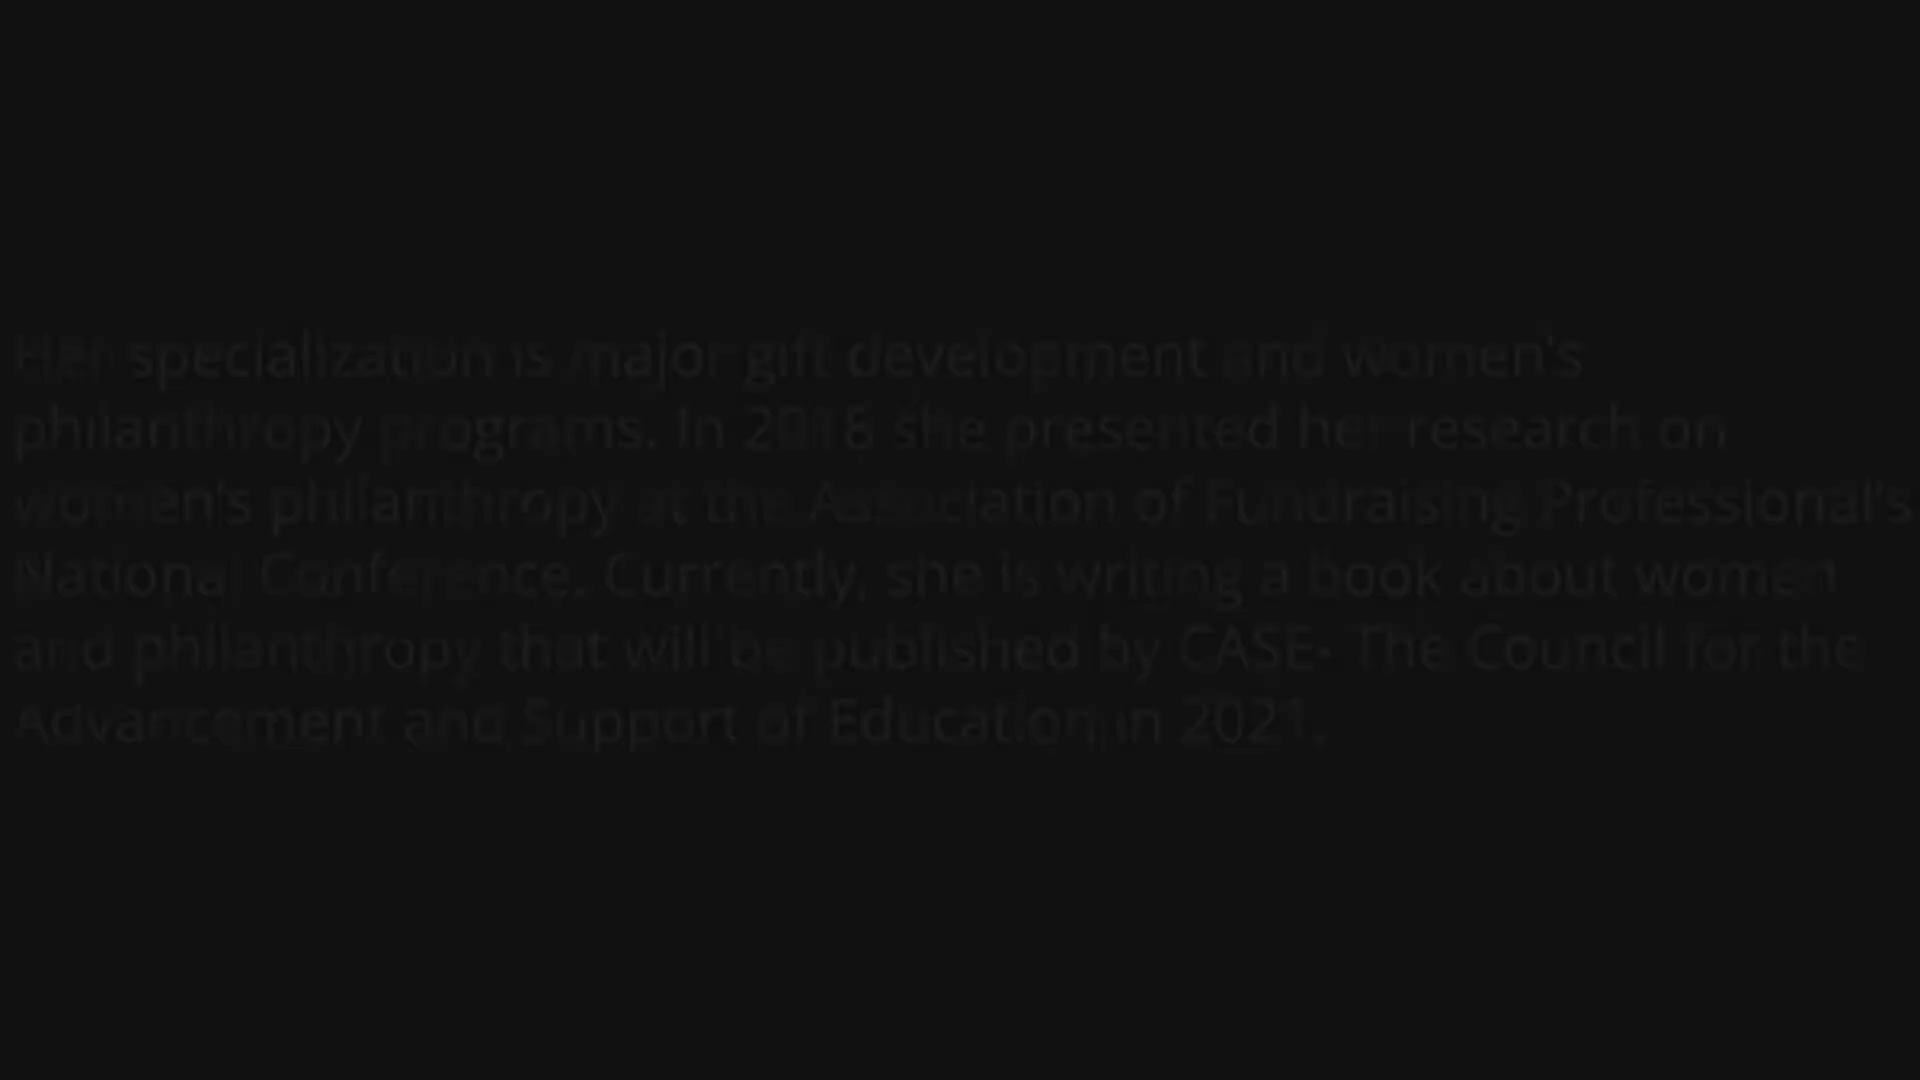 Her specialization is major gift development and women's
philanthropy programs. In 2018 she presented her research on
women's philanthropy at the Association of Fundraising Professional's
National Conference. Currently, she is writing a book about women
and philanthropy that will be published by CASE- The Council for the
Advancement and Support of Education in 2021.